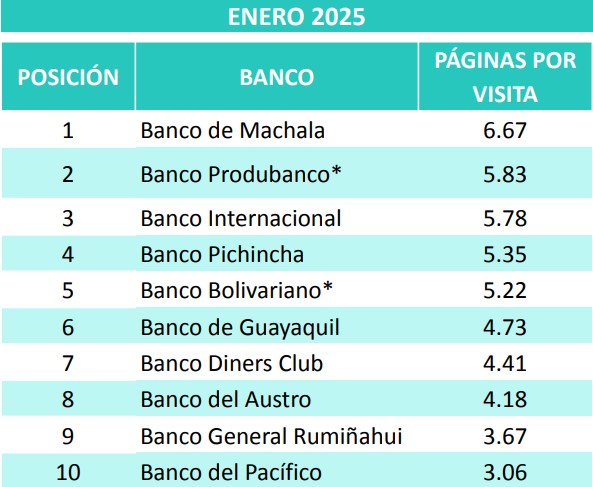 ENERO 2025
POSICIÓN BANCO PÁGINAS POR
VISITA
1 Banco de Machala 6.67
2 Banco Produbanco* 5.83
3 Banco Internacional 5.78
4 Banco Pichincha 5.35
5 Banco Bolivariano* 5.22
6 Banco de Guayaquil 4.73
7 Banco Diners Club 4.41
8 Banco del Austro 4.18
9 Banco General Rumiñahui 3.67
10 Banco del Pacífico 3.06